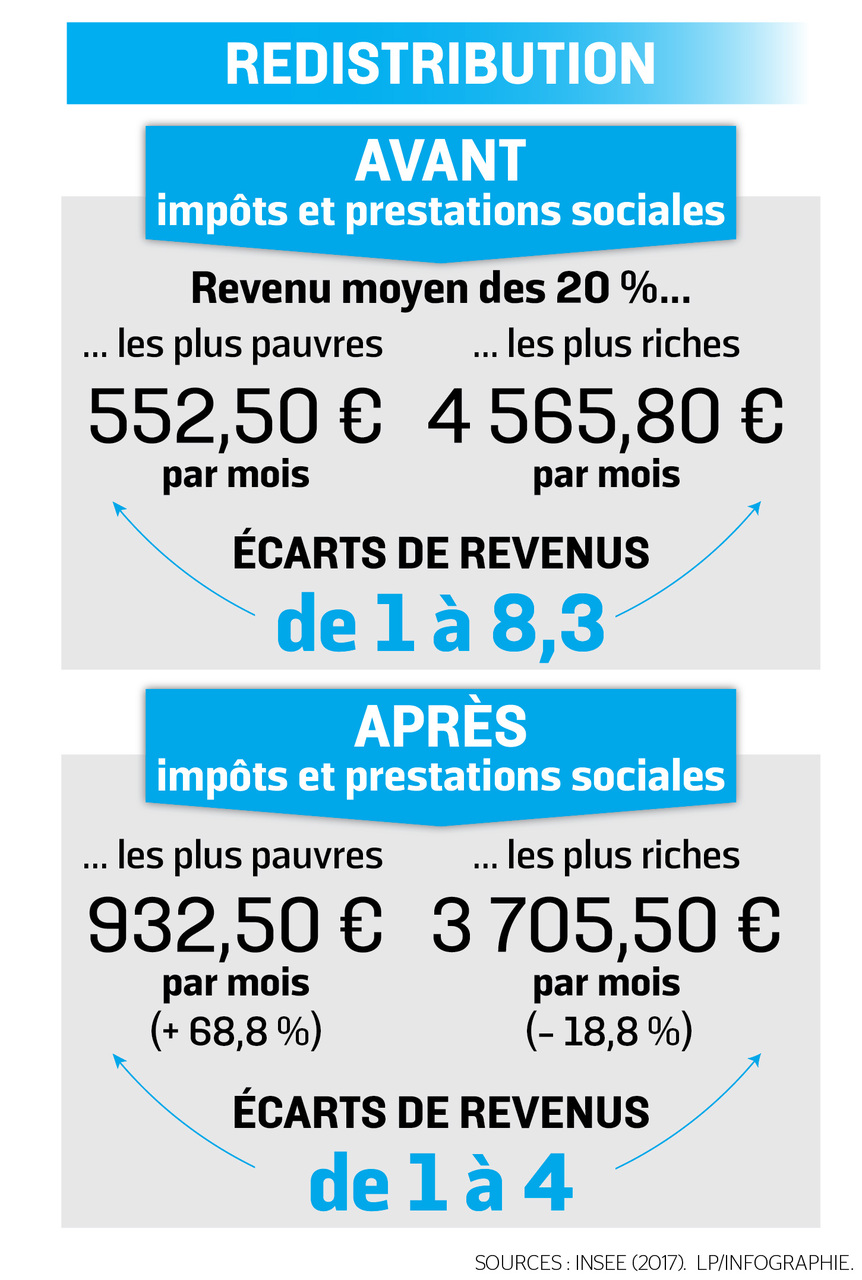 REDISTRIBUTION
AVANT
impôts et prestations sociales
Revenu moyen des 20 %...
... les plus pauvres
... les plus riches
552,50 €
4 565,80 €
par mois
par mois
ÉCARTS DE REVENUS
de 1 à 8,3
APRÈS
impôts et prestations sociales
... les plus pauvres
... les plus riches
932,50 €
3 705,50 €
par mois
par mois
(+ 68,8 %)
(– 18,8 %)
ÉCARTS DE REVENUS
de 1 à 4
SOURCES : INSEE (2017). LP/INFOGRAPHIE.